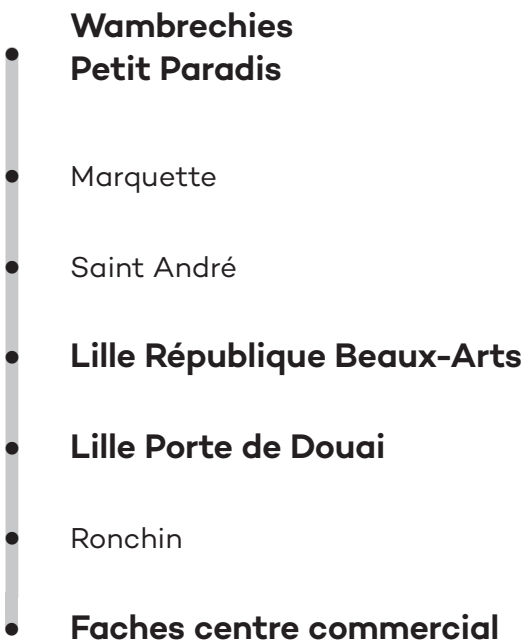 Wambrechies
Petit Paradis
Marquette
Saint André
Lille République Beaux-Arts
Lille Porte de Douai
Ronchin
Faches centre commercial